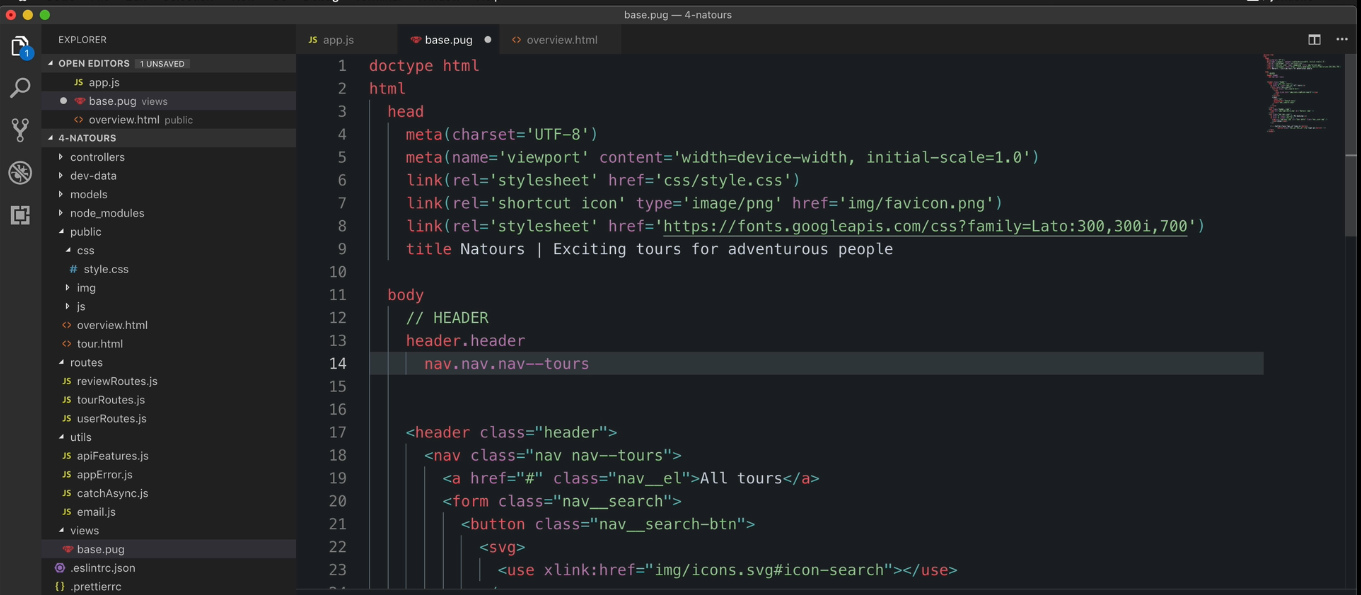 base.pug — 4-natours
EXPLORER
OPEN EDITORS 1 UNSAVED
JS app.js
base.pug views
<> overview.html public
4-NATOURS
controllers
dev-data
models
node_modules
public
css
# style.css
img
js
<> overview.html
<> tour.html
routes
JS reviewRoutes.js
JS tourRoutes.js
JS userRoutes.js
utils
JS apiFeatures.js
JS appError.js
JS catchAsync.js
JS email.js
views
base.pug
.eslintrc.json
{} .prettierrc
1
JS app.js base.pug <> overview.html
1 doctype html
2 html
3 head
4 meta(charset='UTF-8')
5 meta(name='viewport' content='width=device-width, initial-scale=1.0')
6 link(rel='stylesheet' href='css/style.css')
7 link(rel='shortcut icon' type='image/png' href='img/favicon.png')
8 link(rel='stylesheet' href='https://fonts.googleapis.com/css?family=Lato:300,300i,700')
9 title Natours | Exciting tours for adventurous people
10
11 body
12 // HEADER
13 header.header
14 nav.nav.nav--tours
15
16
17 <header class="header">
18 <nav class="nav nav--tours">
19 <a href="#" class="nav__el">All tours</a>
20 <form class="nav__search">
21 <button class="nav__search-btn">
22 <svg>
23 <use xlink:href="img/icons.svg#icon-search"></use>